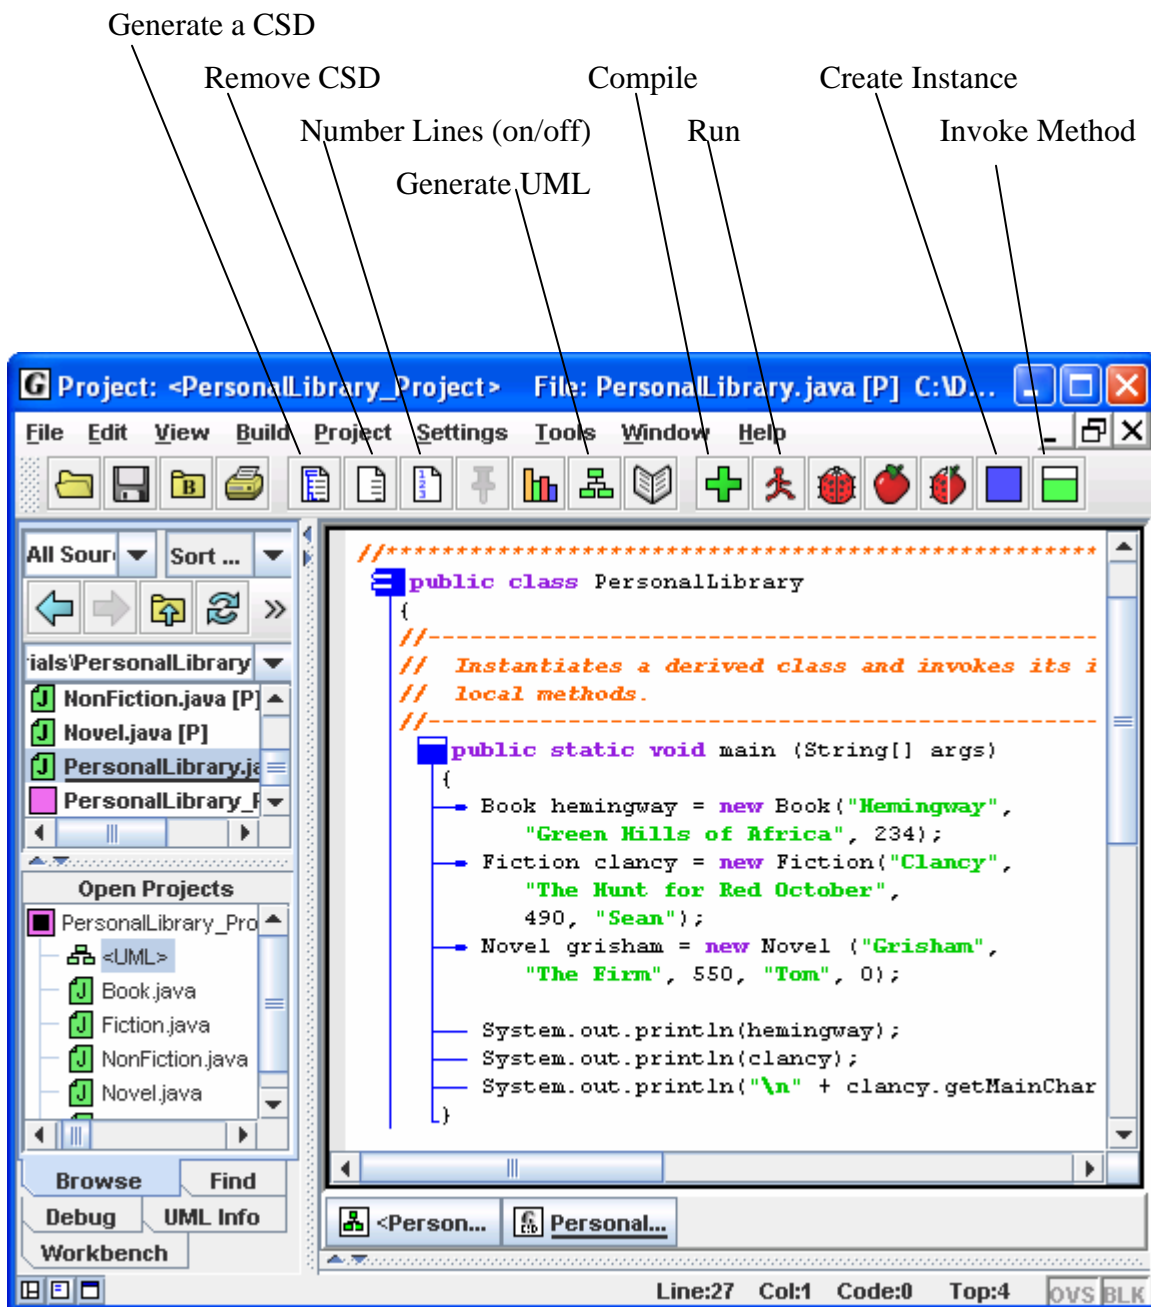 Generate a CSD
Remove CSD
Compile
Create Instance
Number Lines (on/off)
Run
Invoke Method
Generate UML
G Project: <PersonalLibrary_Project> File: PersonalLibrary.java [P] C:\D...
File Edit View Build Project Settings Tools Window Help
B
1
2
3
All Sour
Sort ...
»
ials\PersonalLibrary
J NonFiction.java [P]
J Novel.java [P]
J PersonalLibrary.ja
PersonalLibrary_P
Open Projects
PersonalLibrary_Pro
<UML>
J Book.java
J Fiction.java
J NonFiction.java
J Novel.java
Browse Find
Debug UML Info
Workbench
//***************************************************
public class PersonalLibrary
{
//------------------------------------------------
// Instantiates a derived class and invokes its i
// local methods.
//------------------------------------------------
public static void main (String[] args)
{
Book hemingway = new Book("Hemingway",
"Green Hills of Africa", 234);
Fiction clancy = new Fiction("Clancy",
"The Hunt for Red October",
490, "Sean");
Novel grisham = new Novel ("Grisham",
"The Firm", 550, "Tom", 0);
System.out.println(hemingway);
System.out.println(clancy);
System.out.println("\n" + clancy.getMainChar
}
<Person... Personal...
Line:27 Col:1 Code:0 Top:4 OVS BLK